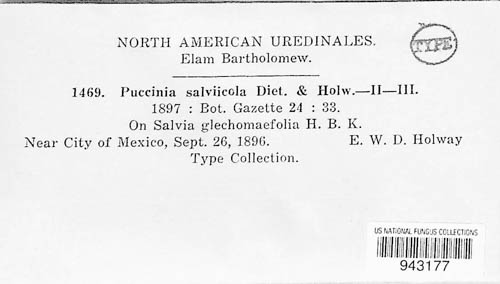 NORTH AMERICAN UREDINALES.
Elam Bartholomew.
TYPE
1469. Puccinia salviicola Diet. & Holw.—II—III.
1897 : Bot. Gazette 24 : 33.
On Salvia glechomaefolia H. B. K.
Near City of Mexico, Sept. 26, 1896. E. W. D. Holway
Type Collection.
US NATIONAL FUNGUS COLLECTIONS
943177